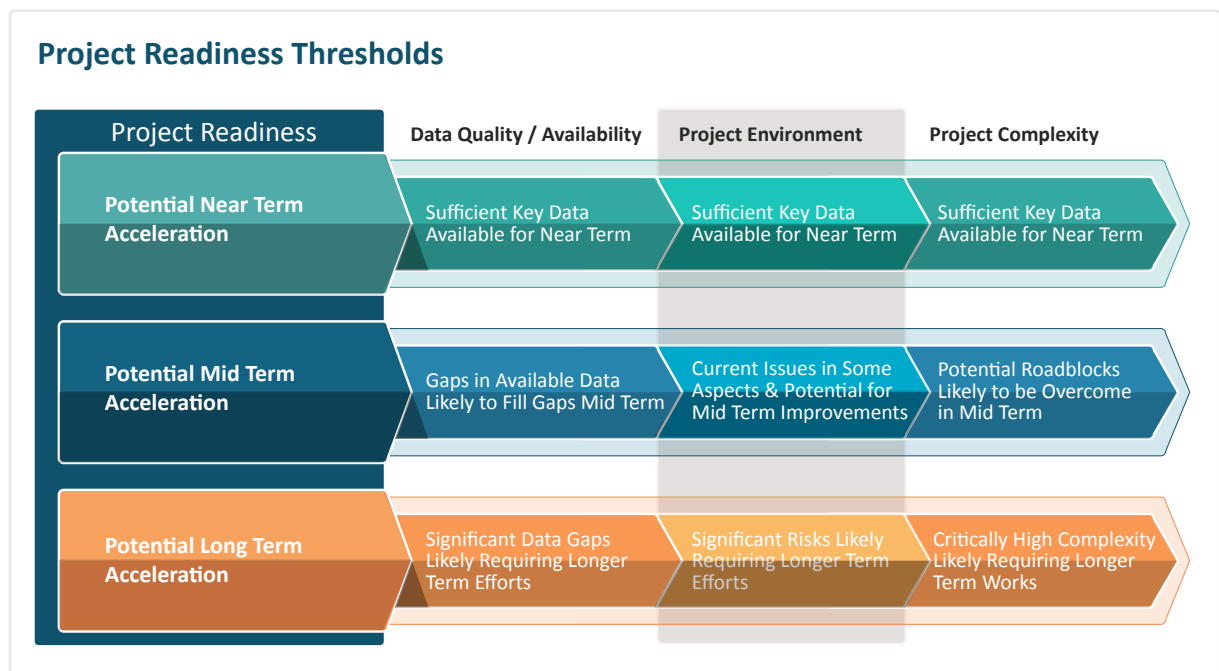 Project Readiness Thresholds
Project Readiness
Data Quality / Availability
Project Environment
Project Complexity
Potential Near Term
Acceleration
Sufficient Key Data
Available for Near Term
Sufficient Key Data
Available for Near Term
Sufficient Key Data
Available for Near Term
Potential Mid Term
Acceleration
Gaps in Available Data
Likely to Fill Gaps Mid Term
Current Issues in Some
Aspects & Potential for
Mid Term Improvements
Potential Roadblocks
Likely to be Overcome
in Mid Term
Potential Long Term
Acceleration
Significant Data Gaps
Likely Requiring Longer
Term Efforts
Significant Risks Likely
Requiring Longer Term
Efforts
Critically High Complexity
Likely Requiring Longer
Term Works